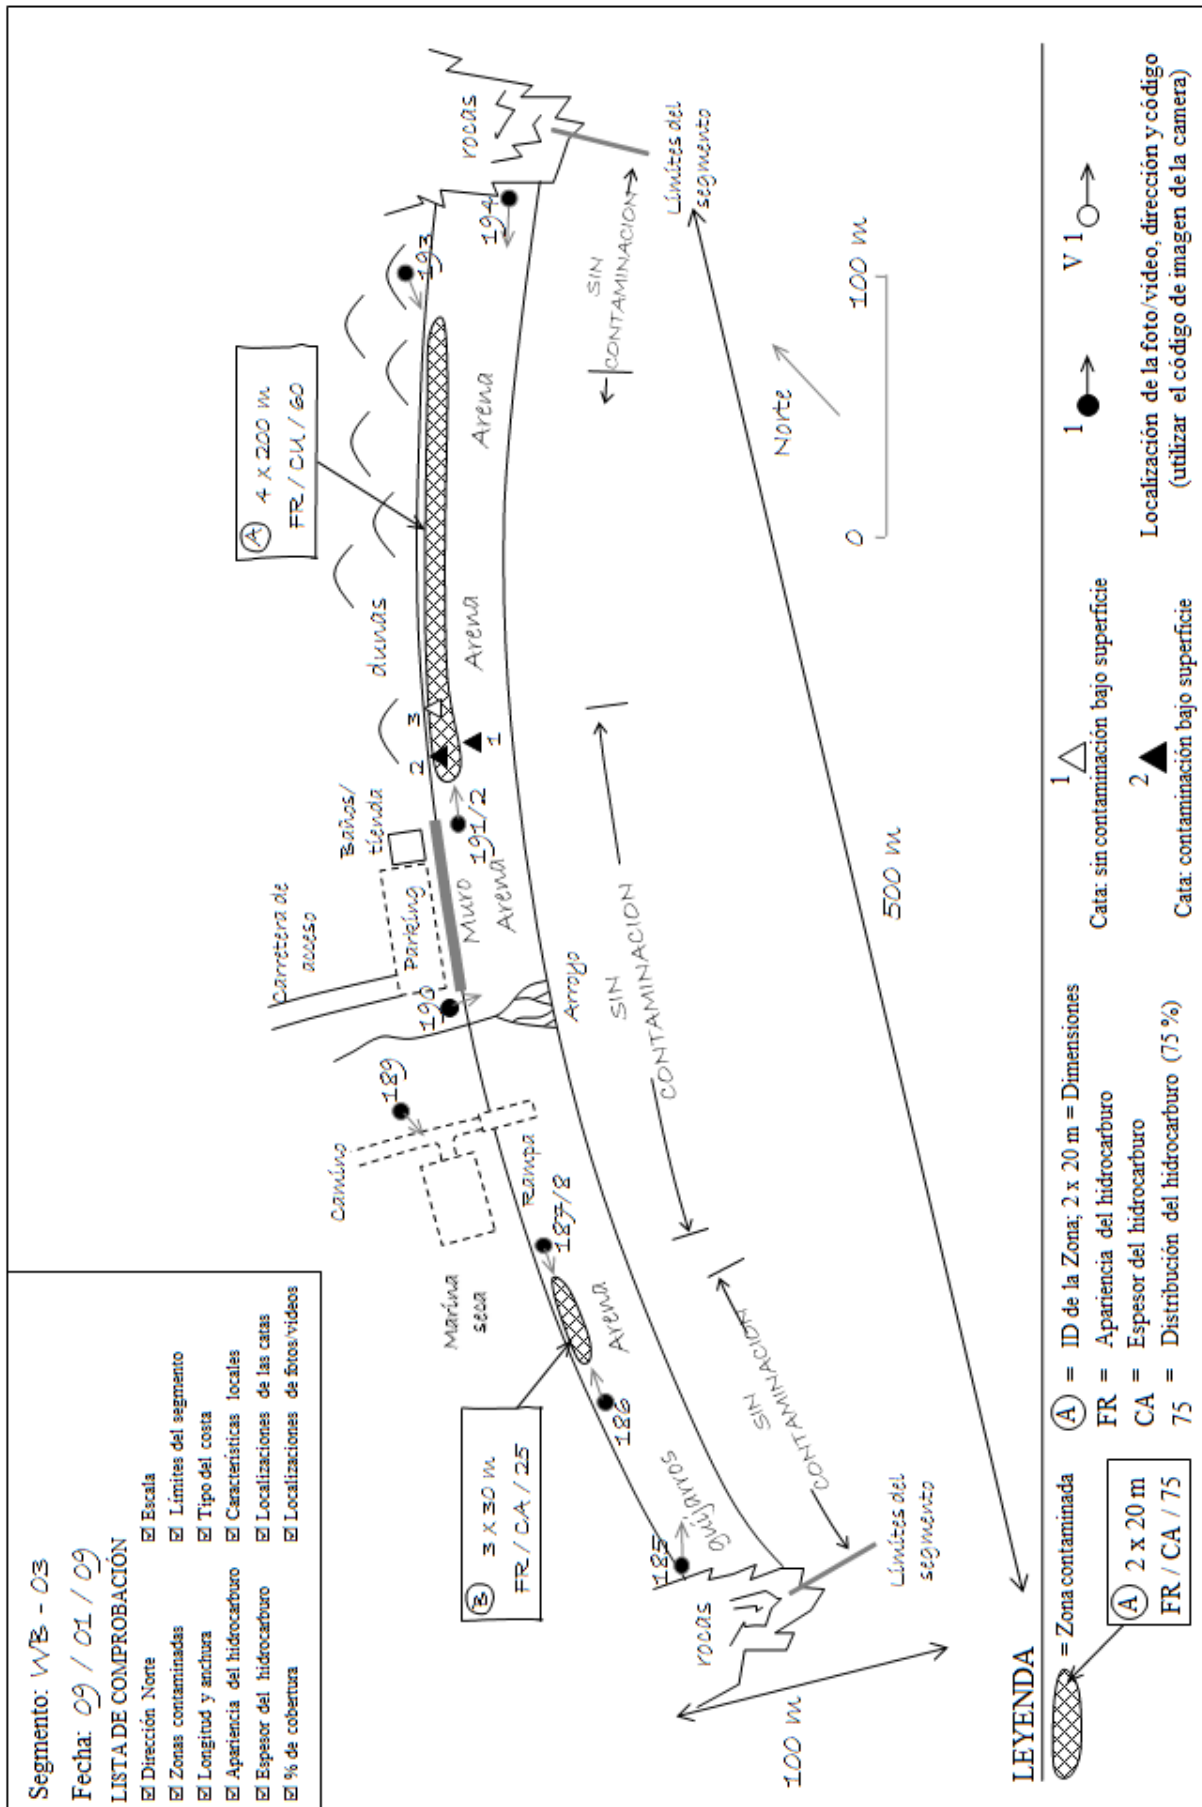 Segmento: WB - 03
Fecha: 09 / 01 / 09
LISTA DE COMPROBACIÓN
☑ Dirección Norte
☑ Escala
☑ Zonas contaminadas
☑ Límites del segmento
☑ Longitud y anchura
☑ Tipo del costa
☑ Apariencia del hidrocarburo
☑ Características locales
☑ Espesor del hidrocarburo
☑ Localizaciones de las catas
☑ % de cobertura
☑ Localizaciones de fotos/videos
B 3 X 30 m
FR / CA / 25
A 4 X 200 m
FR / CU / 60
Camino
Carretera de
acceso
Baños/
tienda
Parking
dunas
Marina
seca
Rampa
189
190
Muro
Arena
191/2
2
3
1
193
194
rocas
Arena
Arena
187/8
Arena
186
185
guijarros
rocas
Arroyo
SIN
CONTAMINACION
SIN
CONTAMINACION
SIN
CONTAMINACION
Límites del
segmento
Límites del
segmento
Norte
0
100 m
500 m
100 m
LEYENDA
= Zona contaminada
A 2 x 20 m
FR / CA / 75
A = ID de la Zona; 2 x 20 m = Dimensiones
FR = Apariencia del hidrocarburo
CA = Espesor del hidrocarburo
75 = Distribución del hidrocarburo (75 %)
1
Cata: sin contaminación bajo superficie
2
Cata: contaminación bajo superficie
1
V 1
Localización de la foto/video, dirección y código
(utilizar el código de imagen de la camera)